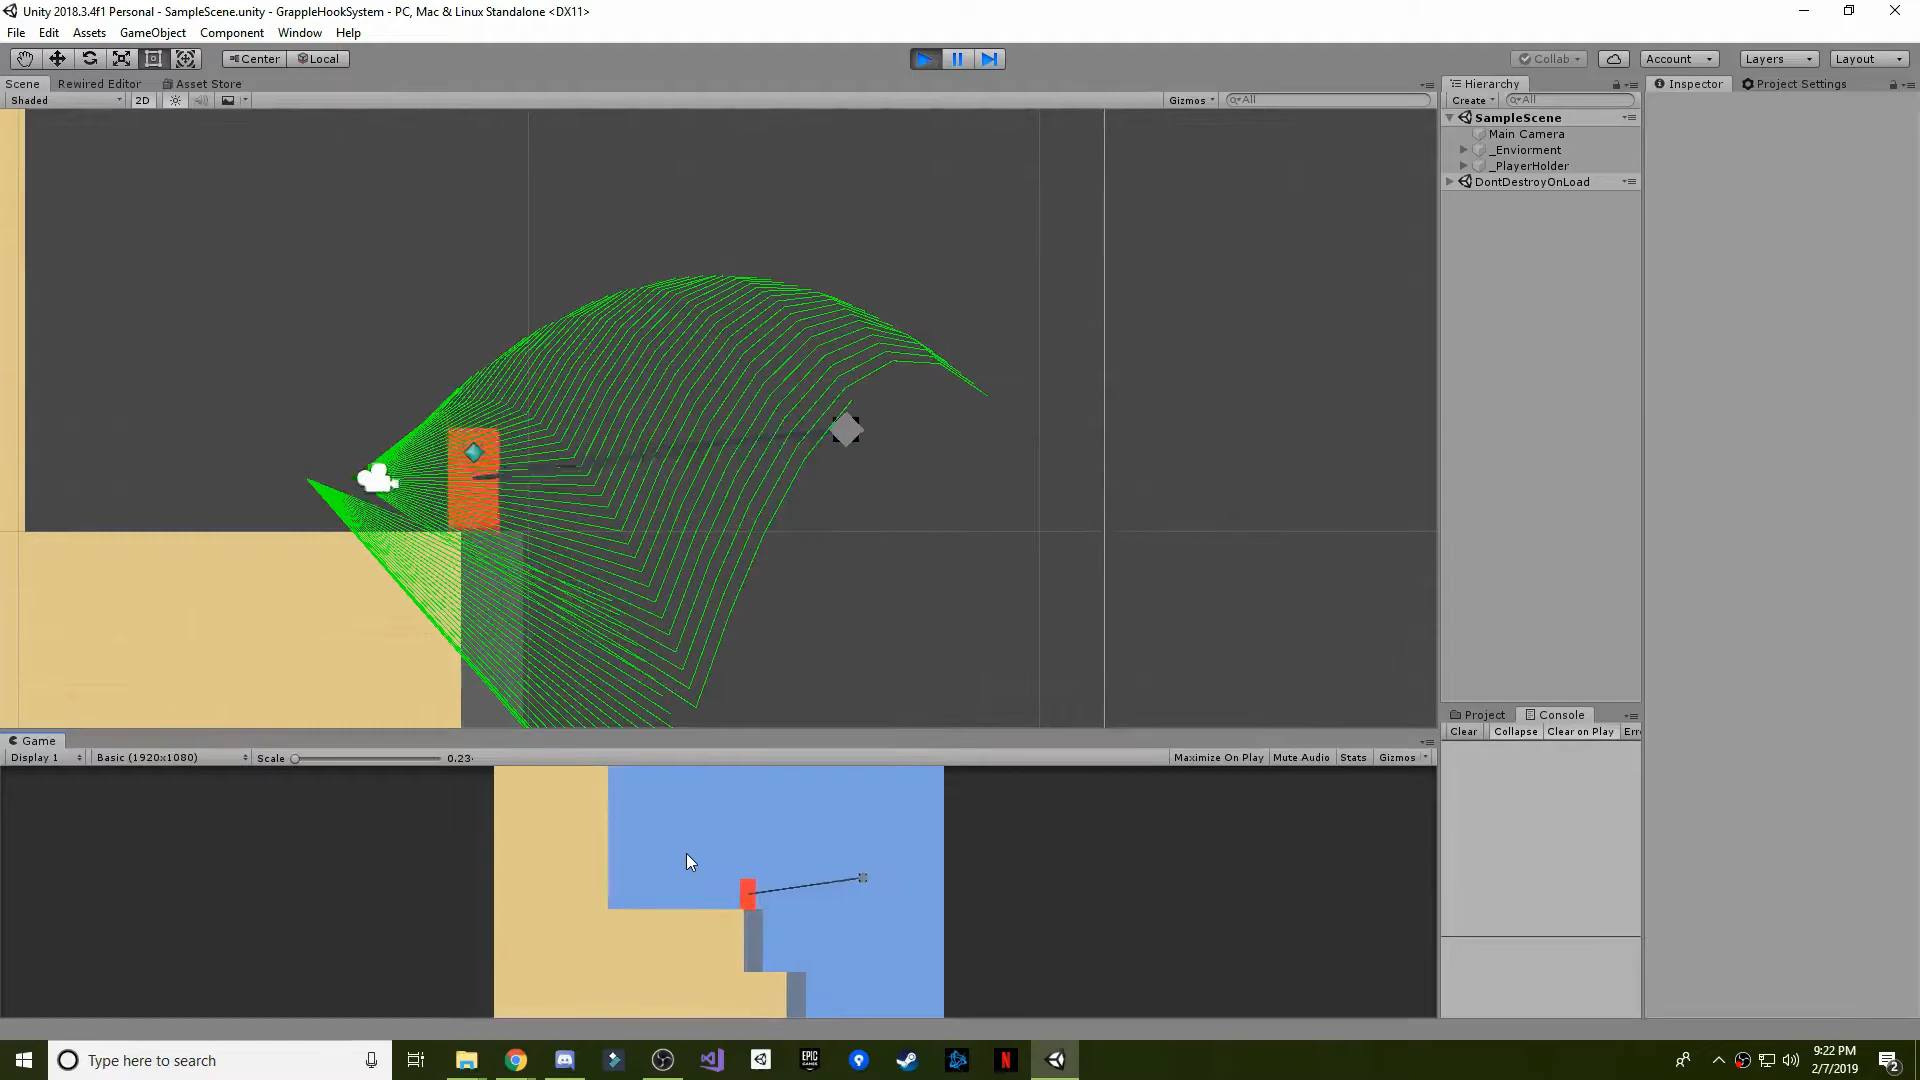 Unity 2018.3.4f1 Personal - SampleScene.unity - GrappleHookSystem - PC, Mac & Linux Standalone <DX11>
File Edit Assets GameObject Component Window Help
Center Local Collab Account Layers Layout
Scene Rewired Editor Asset Store Hierarchy Inspector Project Settings
Shaded 2D Gizmos All Create All
SampleScene
Main Camera
_Enviorment
_PlayerHolder
DontDestroyOnLoad
Project Console
Clear Collapse Clear on Play Err
Game
Display 1 Basic (1920x1080) Scale 0.23 Maximize On Play Mute Audio Stats Gizmos
Type here to search
EPIC GAMES
N
9:22 PM
2/7/2019
2